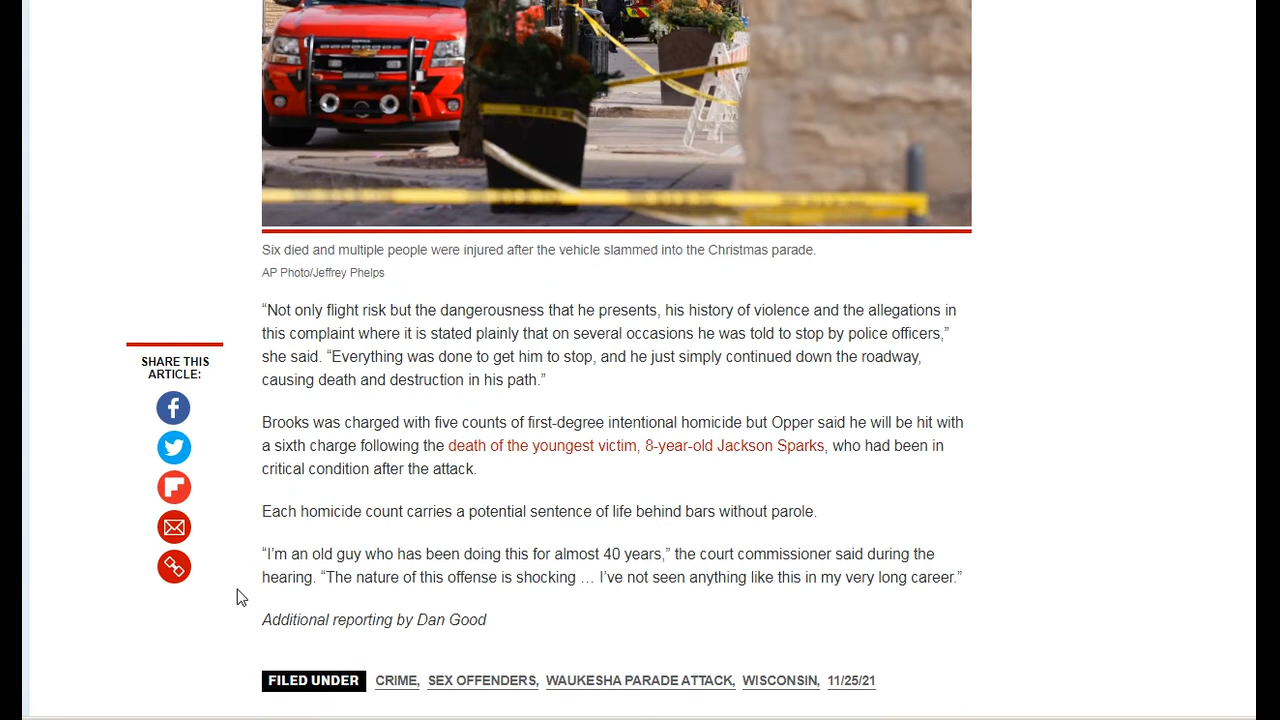 Six died and multiple people were injured after the vehicle slammed into the Christmas parade.
AP Photo/Jeffrey Phelps
“Not only flight risk but the dangerousness that he presents, his history of violence and the allegations in
this complaint where it is stated plainly that on several occasions he was told to stop by police officers,”
she said. “Everything was done to get him to stop, and he just simply continued down the roadway,
causing death and destruction in his path.”
SHARE THIS
ARTICLE:
Brooks was charged with five counts of first-degree intentional homicide but Opper said he will be hit with
a sixth charge following the death of the youngest victim, 8-year-old Jackson Sparks, who had been in
critical condition after the attack.
Each homicide count carries a potential sentence of life behind bars without parole.
“I’m an old guy who has been doing this for almost 40 years,” the court commissioner said during the
hearing. “The nature of this offense is shocking … I’ve not seen anything like this in my very long career.”
Additional reporting by Dan Good
FILED UNDER CRIME, SEX OFFENDERS, WAUKESHA PARADE ATTACK, WISCONSIN, 11/25/21